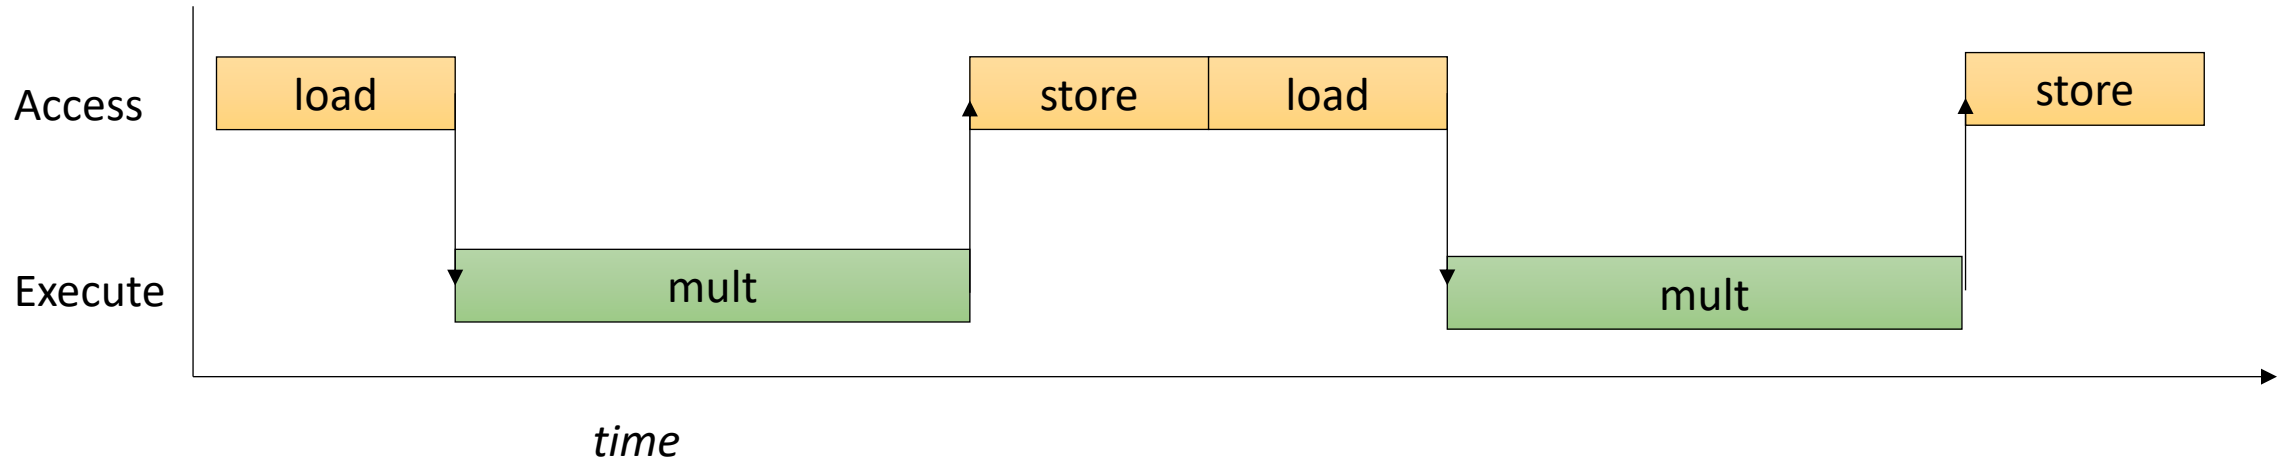 Access
load
store
load
store
Execute
mult
mult
time